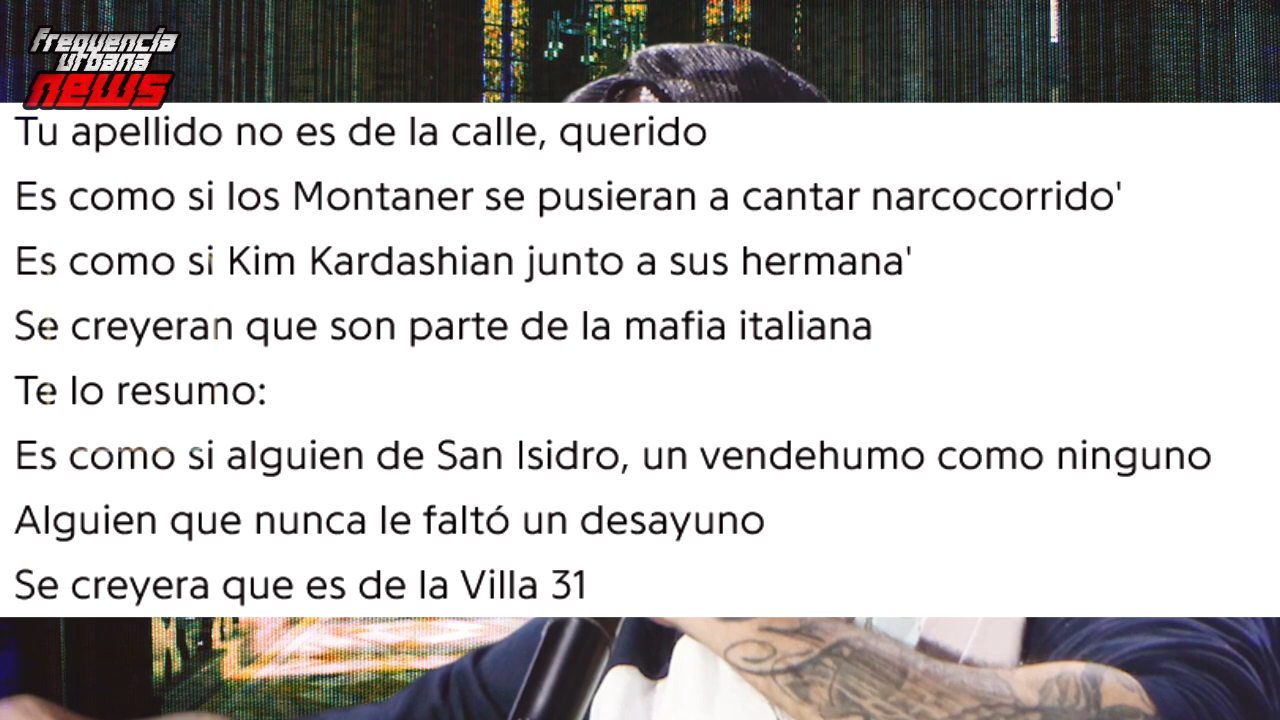 frequencia
urbana
news
Tu apellido no es de la calle, querido
Es como si los Montaner se pusieran a cantar narcocorrido'
Es como si Kim Kardashian junto a sus hermana'
Se creyeran que son parte de la mafia italiana
Te lo resumo:
Es como si alguien de San Isidro, un vendehumo como ninguno
Alguien que nunca le faltó un desayuno
Se creyera que es de la Villa 31